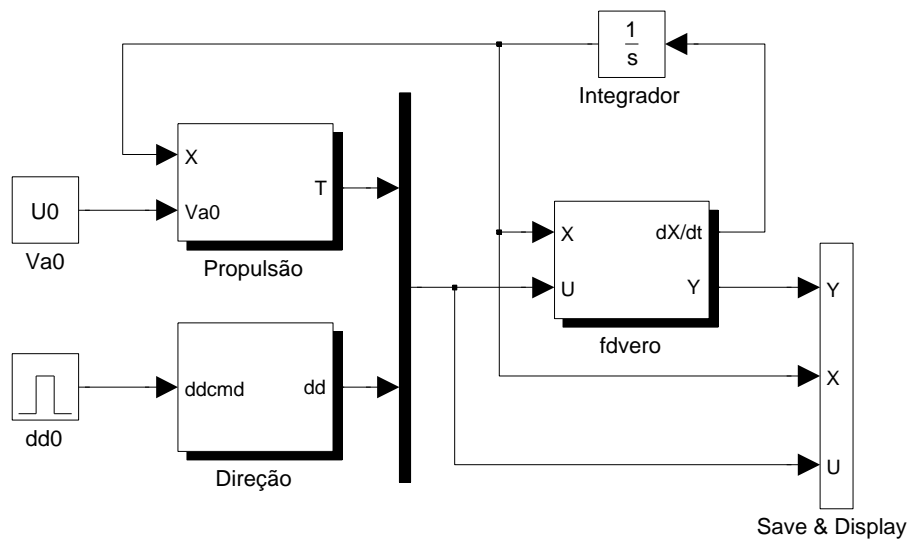 1
s
Integrador
X
Va0
T
Propulsão
U0
Va0
X
U
dX/dt
Y
fdvero
Y
X
U
Save & Display
ddcmd
dd
Direção
dd0